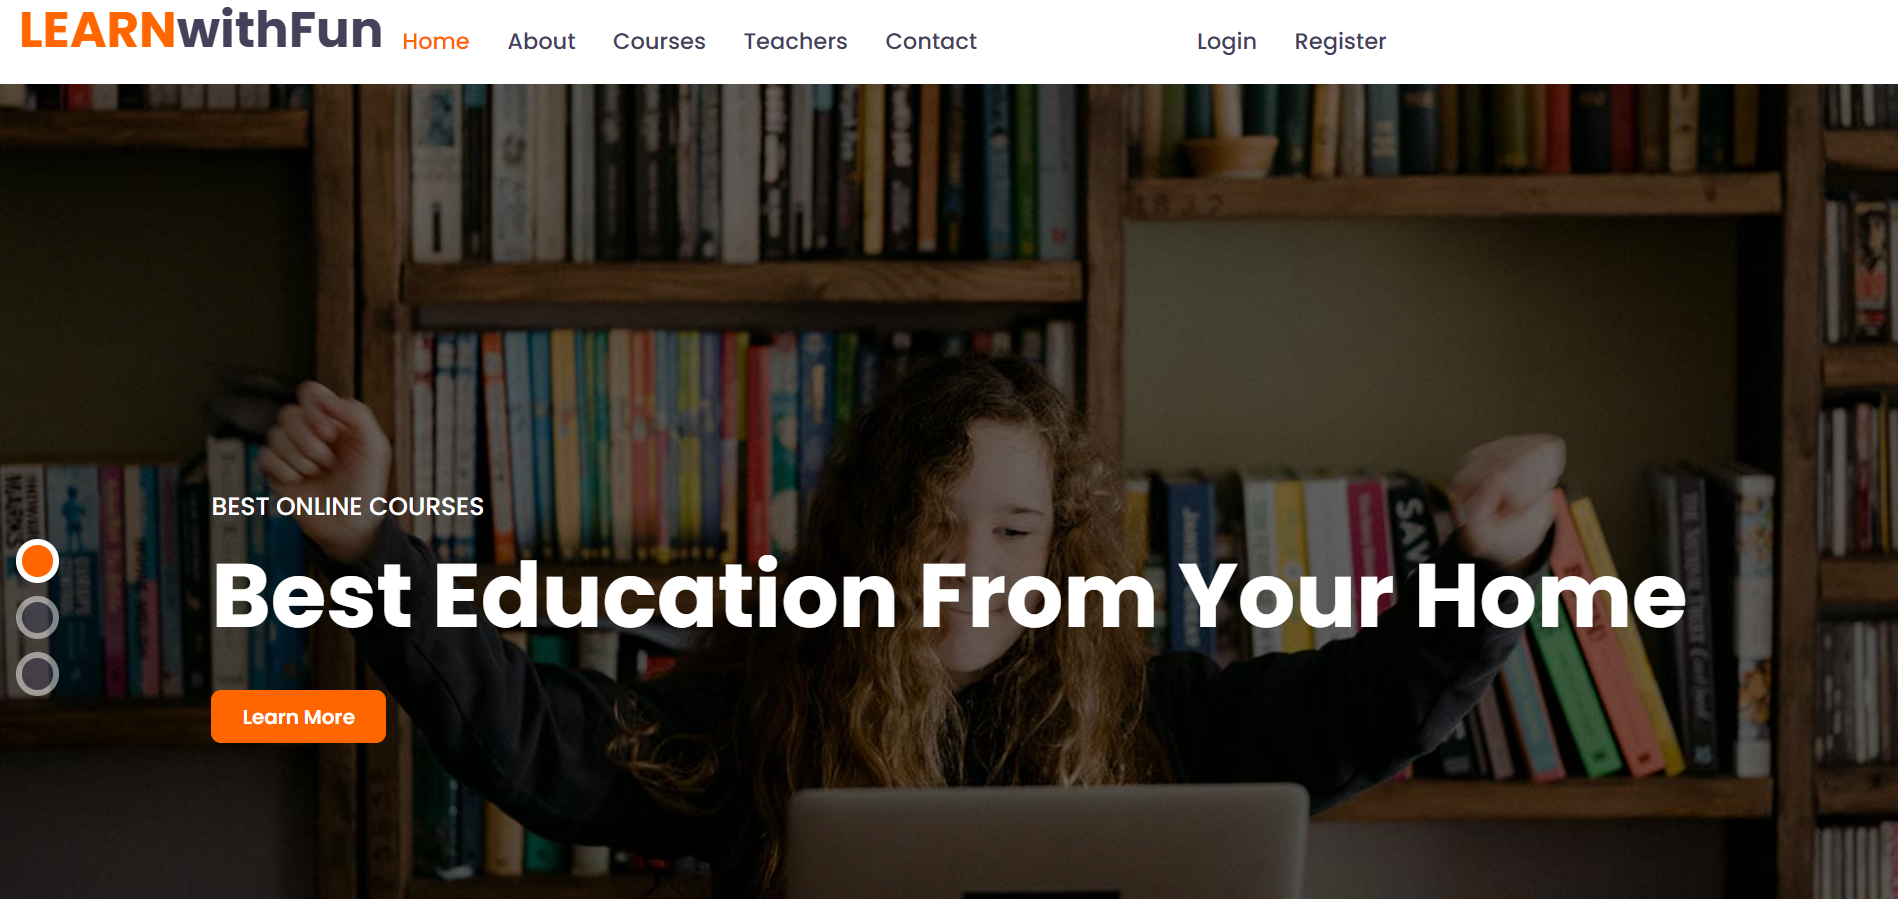 LEARNwithFun Home About Courses Teachers Contact Login Register
BEST ONLINE COURSES
Best Education From Your Home
Learn More